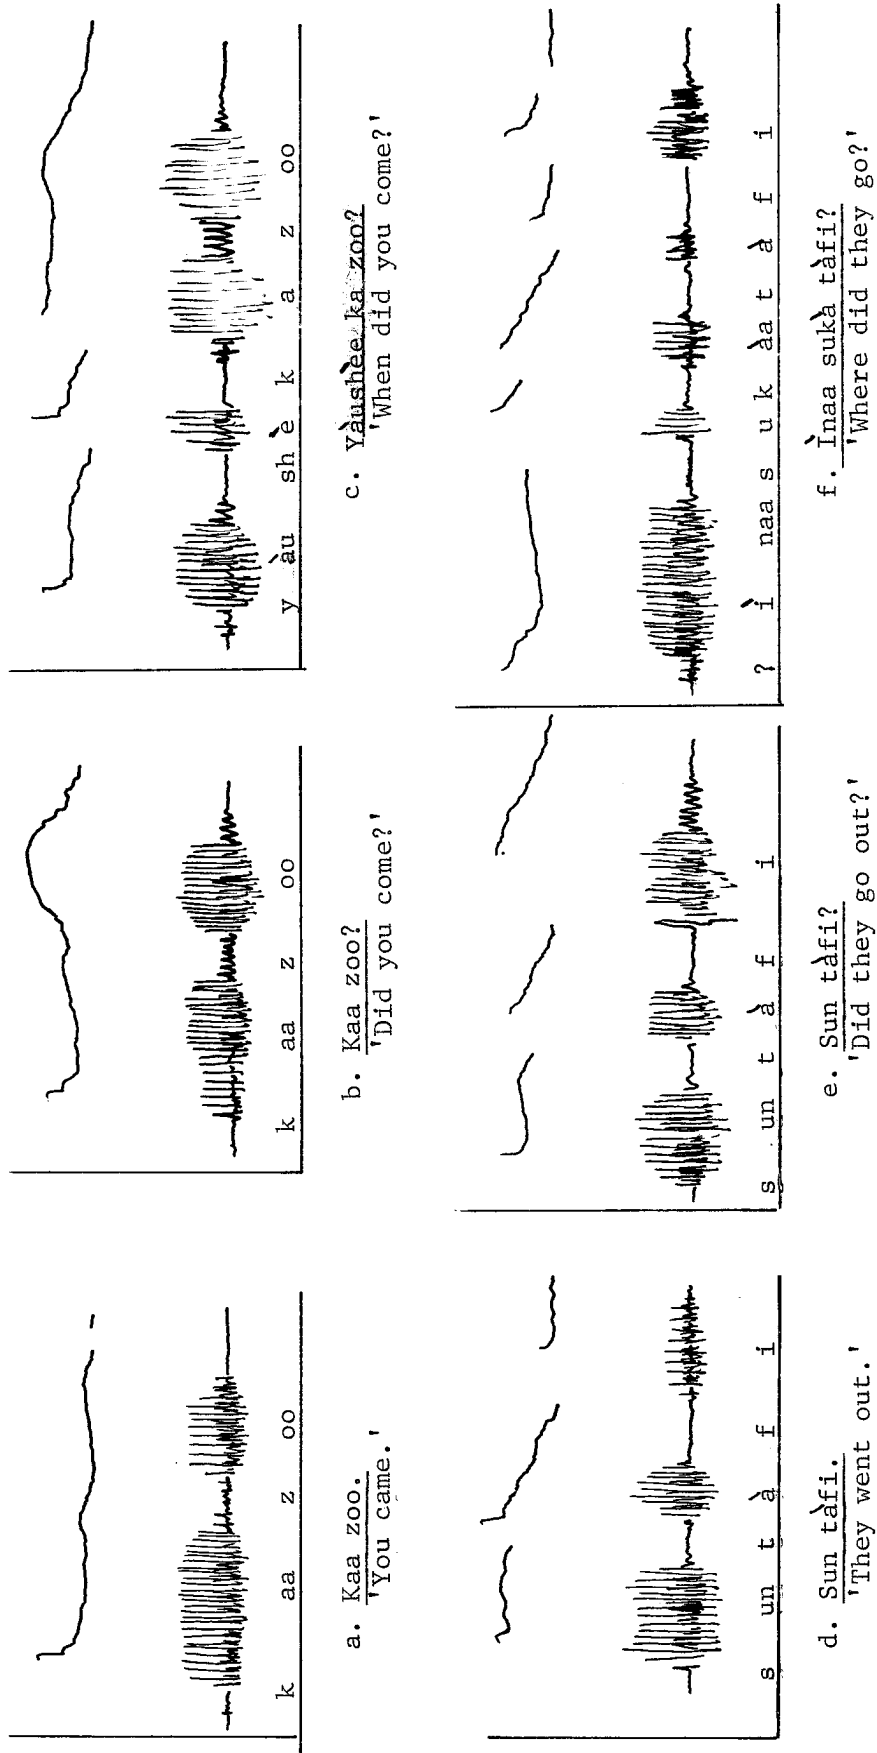 k aa z oo
a. Kaa zoo.
'You came.'
k aa z oo
b. Kaa zoo?
'Did you come?'
y àu sh è k a z oo
c. Yàushèe ka zoo?
'When did you come?'
s un t à f i
d. Sun tàfi.
'They went out.'
s un t à f i
e. Sun tàfi?
'Did they go out?'
? ì naa s u k àa t à f i
f. Ìnaa sukà tàfi?
'Where did they go?'